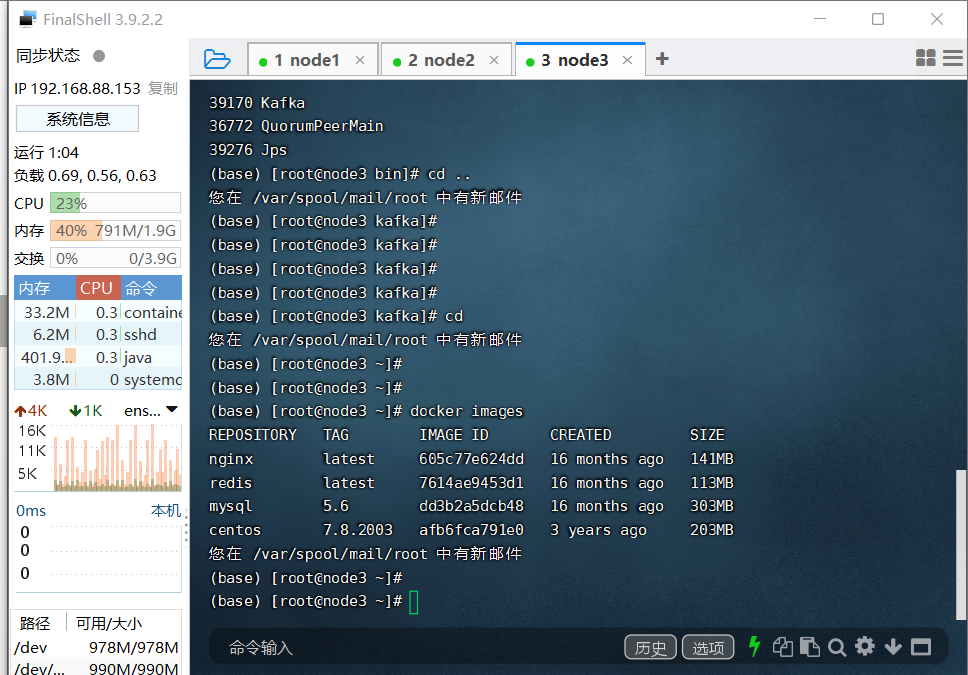 FinalShell 3.9.2.2
同步状态
IP 192.168.88.153 复制
系统信息
运行 1:04
负载 0.69, 0.56, 0.63
CPU 23%
内存 40% 791M/1.9G
交换 0% 0/3.9G
内存 CPU 命令
33.2M 0.3 containe
6.2M 0.3 sshd
401.9... 0.3 java
3.8M 0 systemd
4K 1K ens...
16K
11K
5K
0ms 本机
0
0
0
路径 可用/大小
/dev 978M/978M
/dev/... 990M/990M
1 node1 × 2 node2 × 3 node3 × +
39170 Kafka
36772 QuorumPeerMain
39276 Jps
(base) [root@node3 bin]# cd ..
您在 /var/spool/mail/root 中有新邮件
(base) [root@node3 kafka]#
(base) [root@node3 kafka]#
(base) [root@node3 kafka]#
(base) [root@node3 kafka]#
(base) [root@node3 kafka]# cd
您在 /var/spool/mail/root 中有新邮件
(base) [root@node3 ~]#
(base) [root@node3 ~]#
(base) [root@node3 ~]# docker images
REPOSITORY TAG IMAGE ID CREATED SIZE
nginx latest 605c77e624dd 16 months ago 141MB
redis latest 7614ae9453d1 16 months ago 113MB
mysql 5.6 dd3b2a5dcb48 16 months ago 303MB
centos 7.8.2003 afb6fca791e0 3 years ago 203MB
您在 /var/spool/mail/root 中有新邮件
(base) [root@node3 ~]#
(base) [root@node3 ~]#
命令输入 历史 选项